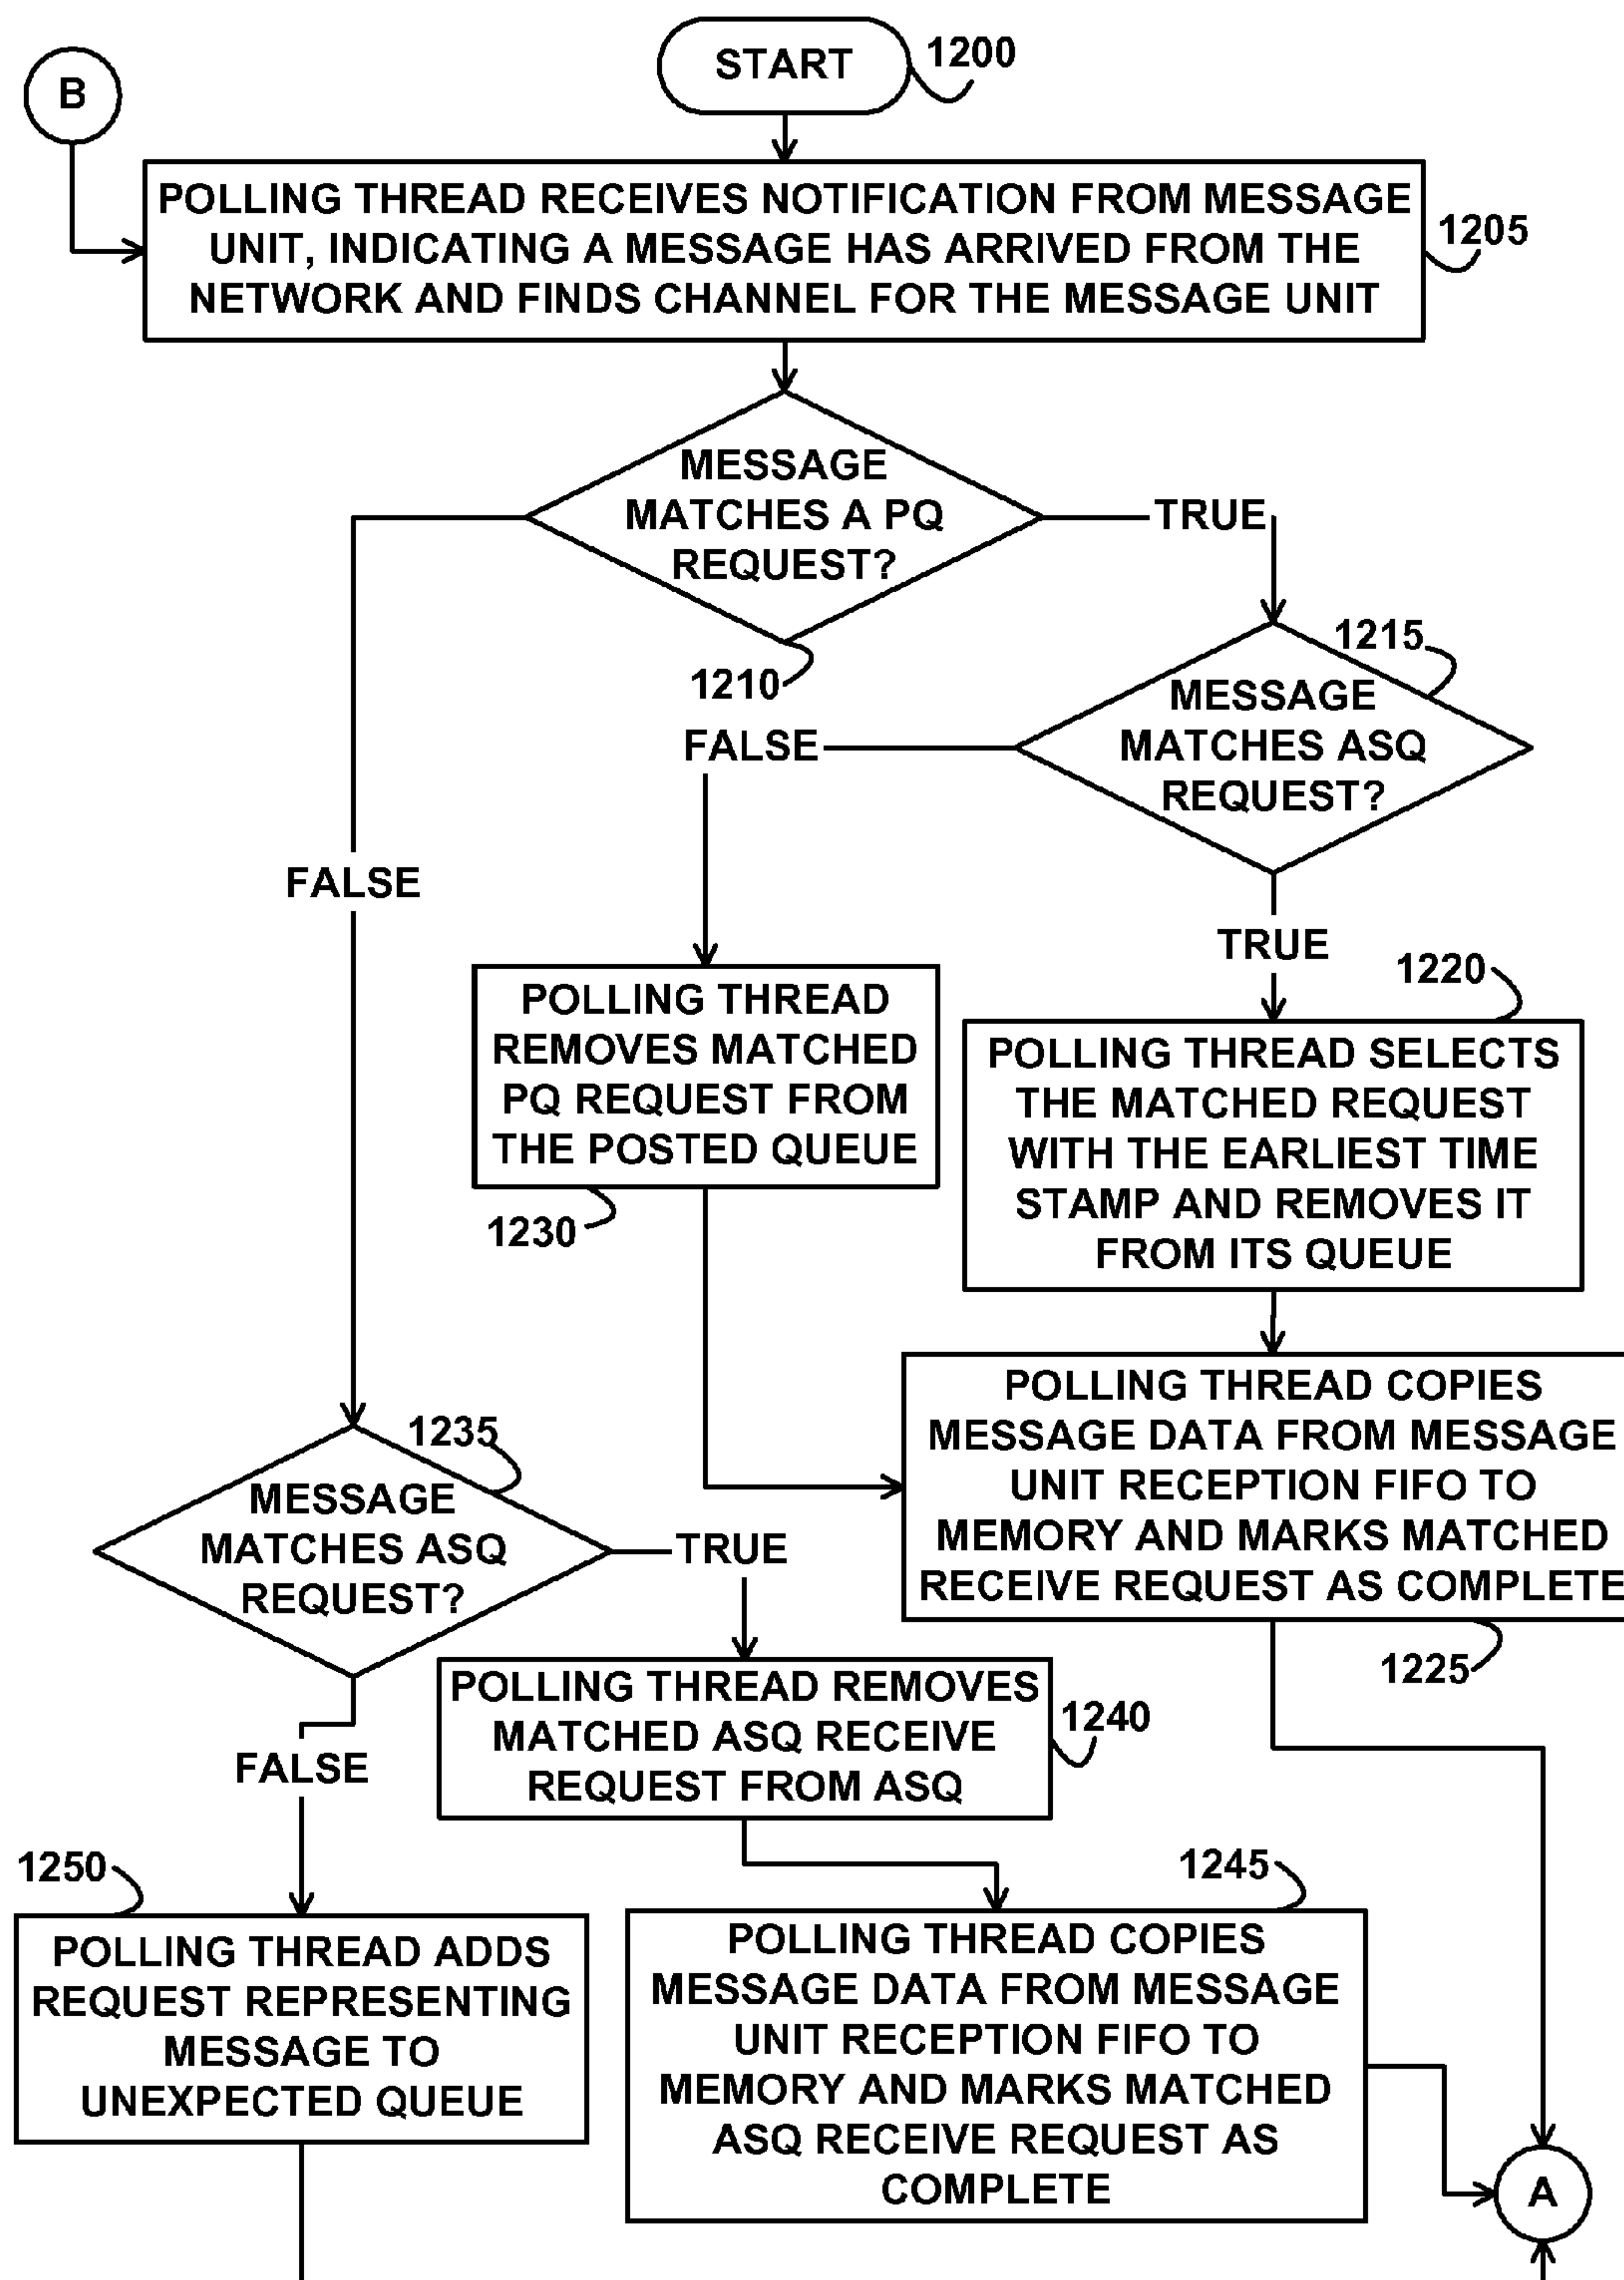 START
1200
B
POLLING THREAD RECEIVES NOTIFICATION FROM MESSAGE
UNIT, INDICATING A MESSAGE HAS ARRIVED FROM THE
NETWORK AND FINDS CHANNEL FOR THE MESSAGE UNIT
1205
MESSAGE
MATCHES A PQ
REQUEST?
TRUE
1210
1215
MESSAGE
MATCHES ASQ
REQUEST?
FALSE
FALSE
TRUE
1220
POLLING THREAD
REMOVES MATCHED
PQ REQUEST FROM
THE POSTED QUEUE
1230
POLLING THREAD SELECTS
THE MATCHED REQUEST
WITH THE EARLIEST TIME
STAMP AND REMOVES IT
FROM ITS QUEUE
POLLING THREAD COPIES
MESSAGE DATA FROM MESSAGE
UNIT RECEPTION FIFO TO
MEMORY AND MARKS MATCHED
RECEIVE REQUEST AS COMPLETE
1225
1235
MESSAGE
MATCHES ASQ
REQUEST?
TRUE
POLLING THREAD REMOVES
MATCHED ASQ RECEIVE
REQUEST FROM ASQ
1240
FALSE
1250
POLLING THREAD ADDS
REQUEST REPRESENTING
MESSAGE TO
UNEXPECTED QUEUE
1245
POLLING THREAD COPIES
MESSAGE DATA FROM MESSAGE
UNIT RECEPTION FIFO TO
MEMORY AND MARKS MATCHED
ASQ RECEIVE REQUEST AS
COMPLETE
A